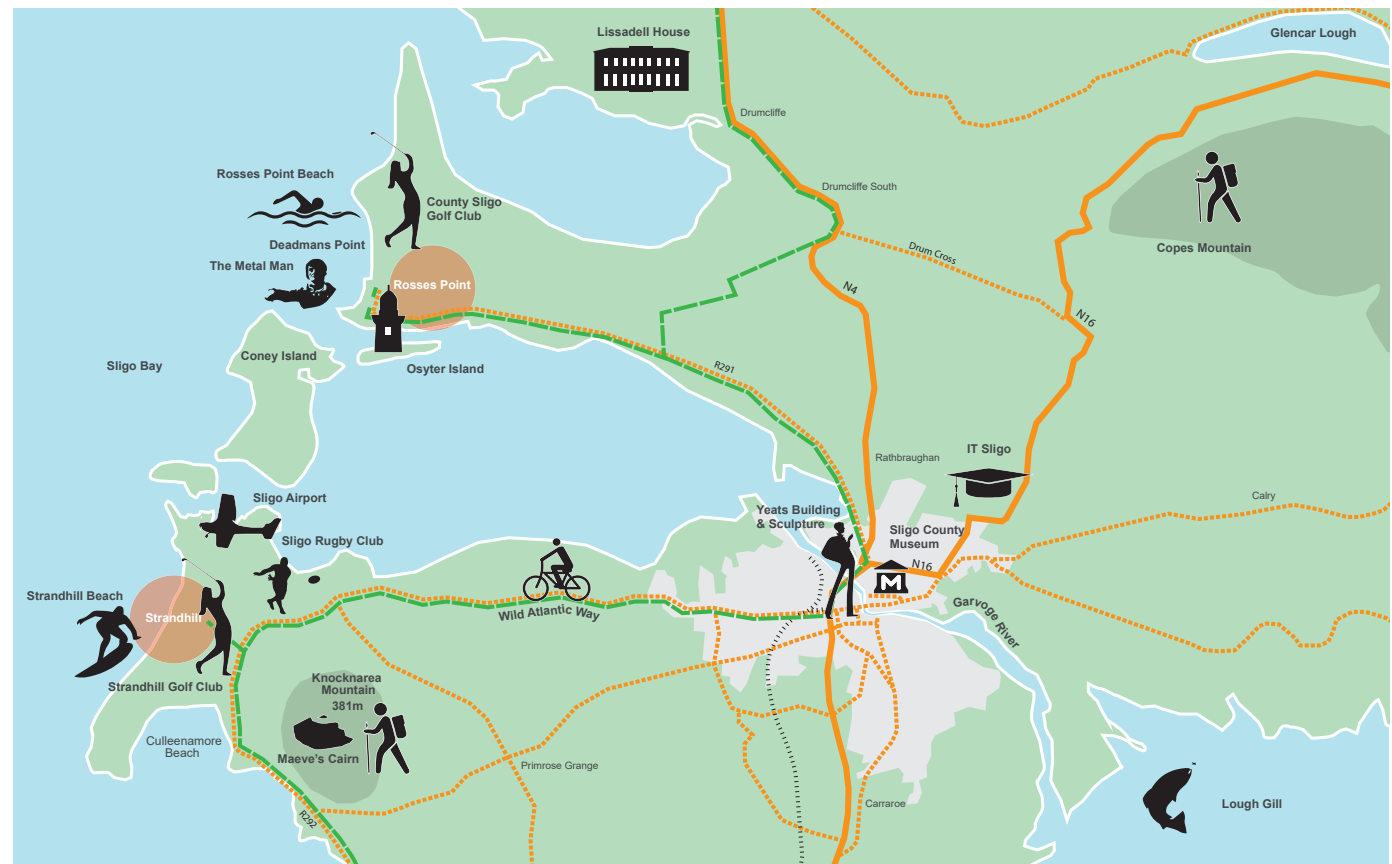 Lissadell House
Glencar Lough
Drumcliffe
Rosses Point Beach
Drumcliffe South
County Sligo
Golf Club
Deadmans Point
Drum Cross
Copes Mountain
The Metal Man
Rosses Point
N4
N16
Coney Island
Sligo Bay
Osyter Island
R291
IT Sligo
Rathbraughan
Sligo Airport
Calry
Yeats Building
& Sculpture
Sligo County
Museum
Sligo Rugby Club
N16
M
Strandhill Beach
Garvoge River
Wild Atlantic Way
Strandhill
Knocknarea
Mountain
381m
Strandhill Golf Club
Culleenamore
Beach
Maeve's Cairn
Primrose Grange
R292
Carraroe
Lough Gill